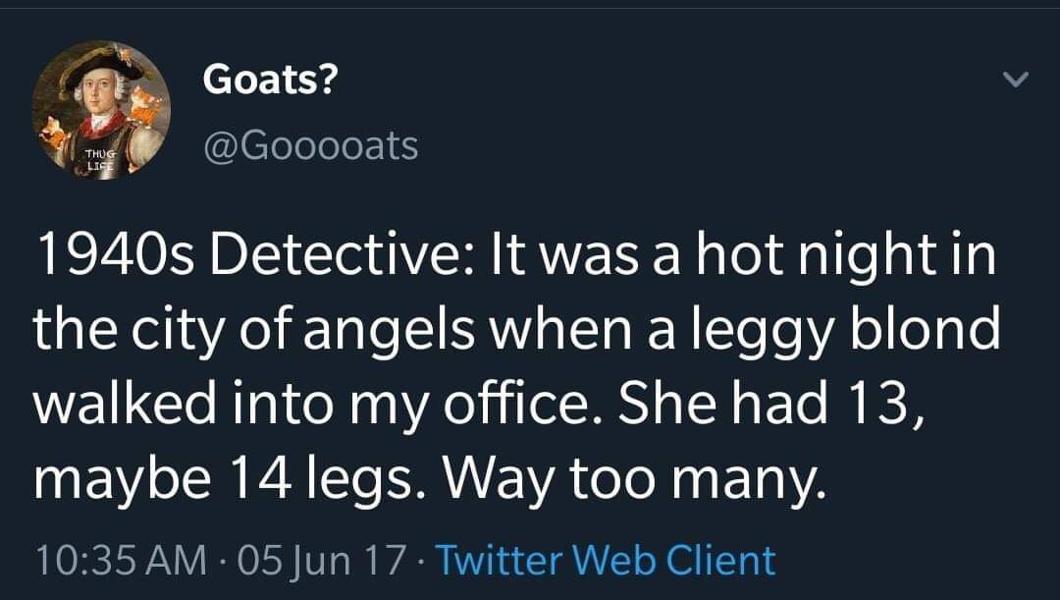 Goats?
@Gooooats
THUG
LIFE
1940s Detective: It was a hot night in
the city of angels when a leggy blond
walked into my office. She had 13,
maybe 14 legs. Way too many.
10:35 AM · 05 Jun 17 · Twitter Web Client